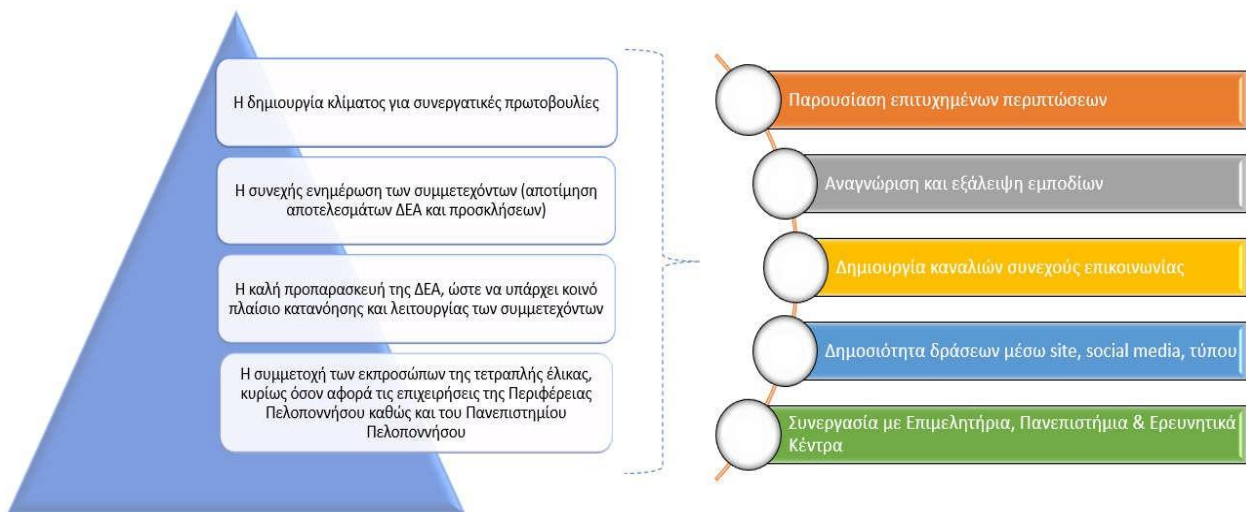 Η δημιουργία κλίματος για συνεργατικές πρωτοβουλίες
Η συνεχής ενημέρωση των συμμετεχόντων (αποτίμηση
αποτελεσμάτων ΔΕΑ και προσκλήσεων)
Η καλή προπαρασκευή της ΔΕΑ, ώστε να υπάρχει κοινό
πλαίσιο κατανόησης και λειτουργίας των συμμετεχόντων
Η συμμετοχή των εκπροσώπων της τετραπλής έλικας,
κυρίως όσον αφορά τις επιχειρήσεις της Περιφέρειας
Πελοποννήσου καθώς και του Πανεπιστημίου
Πελοποννήσου
Παρουσίαση επιτυχημένων περιπτώσεων
Αναγνώριση και εξάλειψη εμποδίων
Δημιουργία καναλιών συνεχούς επικοινωνίας
Δημοσιότητα δράσεων μέσω site, social media, τύπου
Συνεργασία με Επιμελητήρια, Πανεπιστήμια & Ερευνητικά
Κέντρα